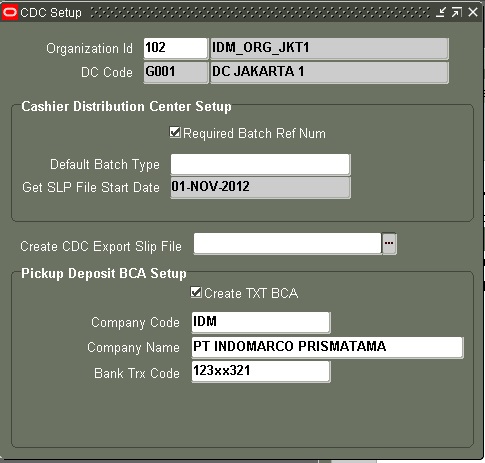 CDC Setup
Organization Id 102 IDM_ORG_JKT1
DC Code G001 DC JAKARTA 1
Cashier Distribution Center Setup
Required Batch Ref Num
Default Batch Type
Get SLP File Start Date 01-NOV-2012
Create CDC Export Slip File ...
Pickup Deposit BCA Setup
Create TXT BCA
Company Code IDM
Company Name PT INDOMARCO PRISMATAMA
Bank Trx Code 123xx321